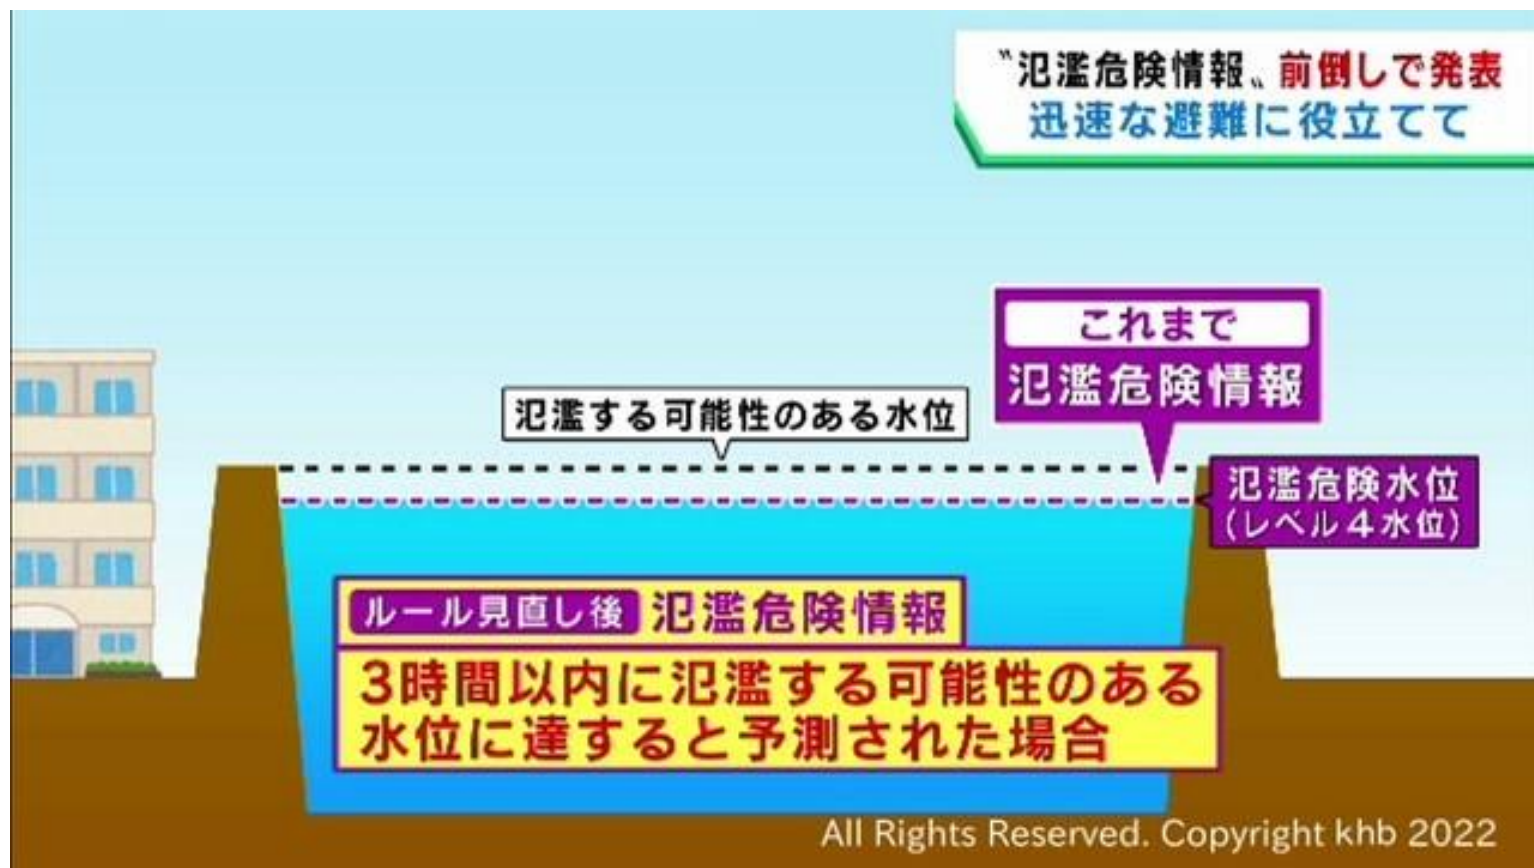 〝氾濫危険情報〟前倒しで発表
迅速な避難に役立てて
これまで
氾濫危険情報
氾濫する可能性のある水位
氾濫危険水位
(レベル4水位)
ルール見直し後 氾濫危険情報
3時間以内に氾濫する可能性のある
水位に達すると予測された場合
All Rights Reserved. Copyright khb 2022